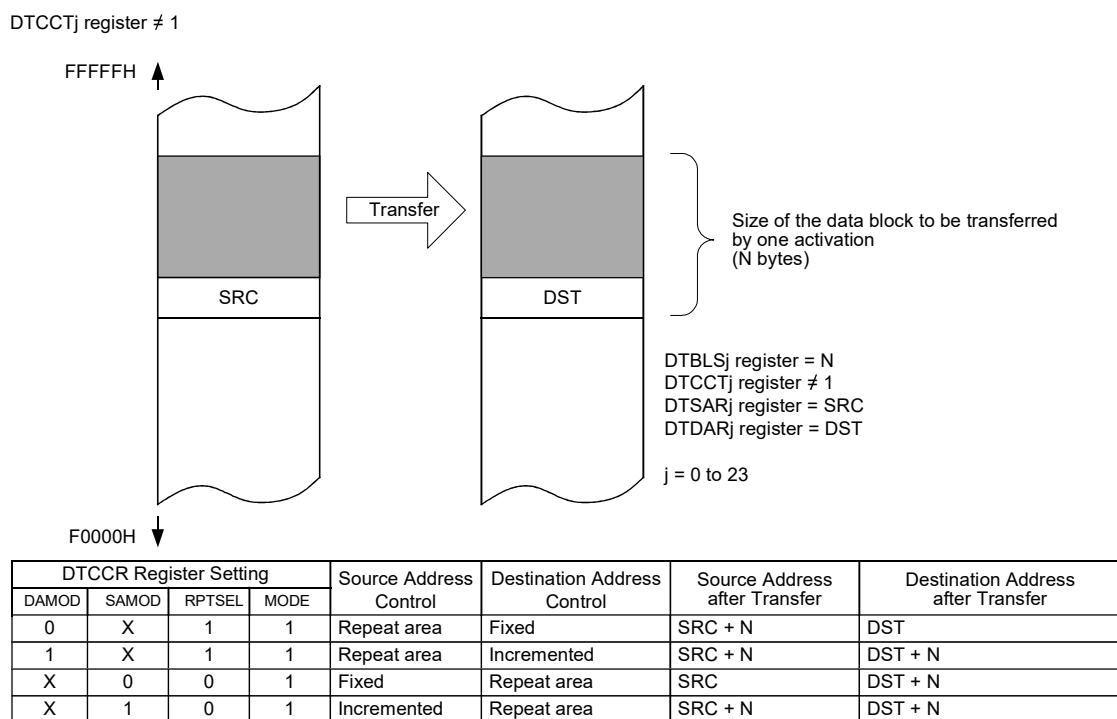 DTCCTj register ≠ 1
FFFFFH
Transfer
SRC
DST
Size of the data block to be transferred
by one activation
(N bytes)
DTBLSj register = N
DTCCTj register ≠ 1
DTSARj register = SRC
DTDARj register = DST
j = 0 to 23
F0000H
DTCCR Register Setting
Source Address
Control
Destination Address
Control
Source Address
after Transfer
Destination Address
after Transfer
DAMOD SAMOD RPTSEL MODE
0 X 1 1 Repeat area Fixed SRC + N DST
1 X 1 1 Repeat area Incremented SRC + N DST + N
X 0 0 1 Fixed Repeat area SRC DST + N
X 1 0 1 Incremented Repeat area SRC + N DST + N